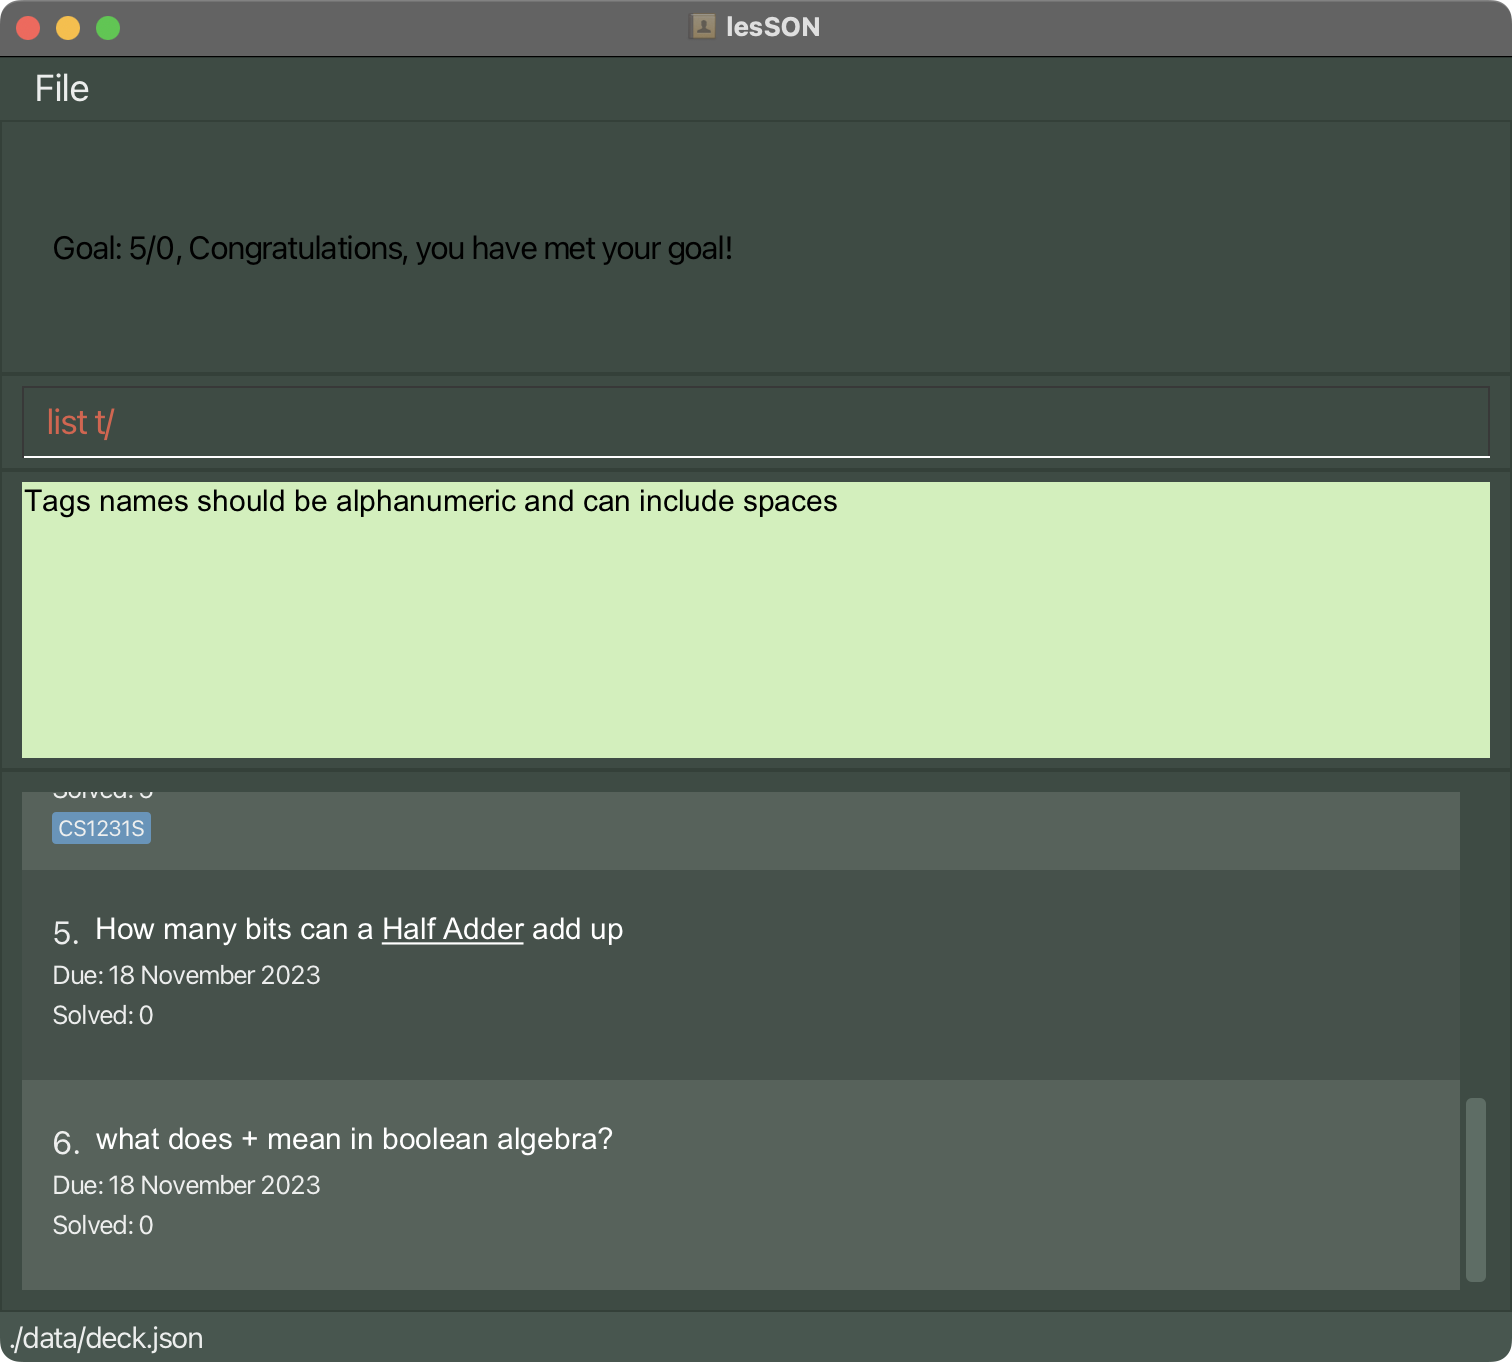 lesSON
File
Goal: 5/0, Congratulations, you have met your goal!
list t/
Tags names should be alphanumeric and can include spaces
CS1231S
5. How many bits can a Half Adder add up
Due: 18 November 2023
Solved: 0
6. what does + mean in boolean algebra?
Due: 18 November 2023
Solved: 0
./data/deck.json